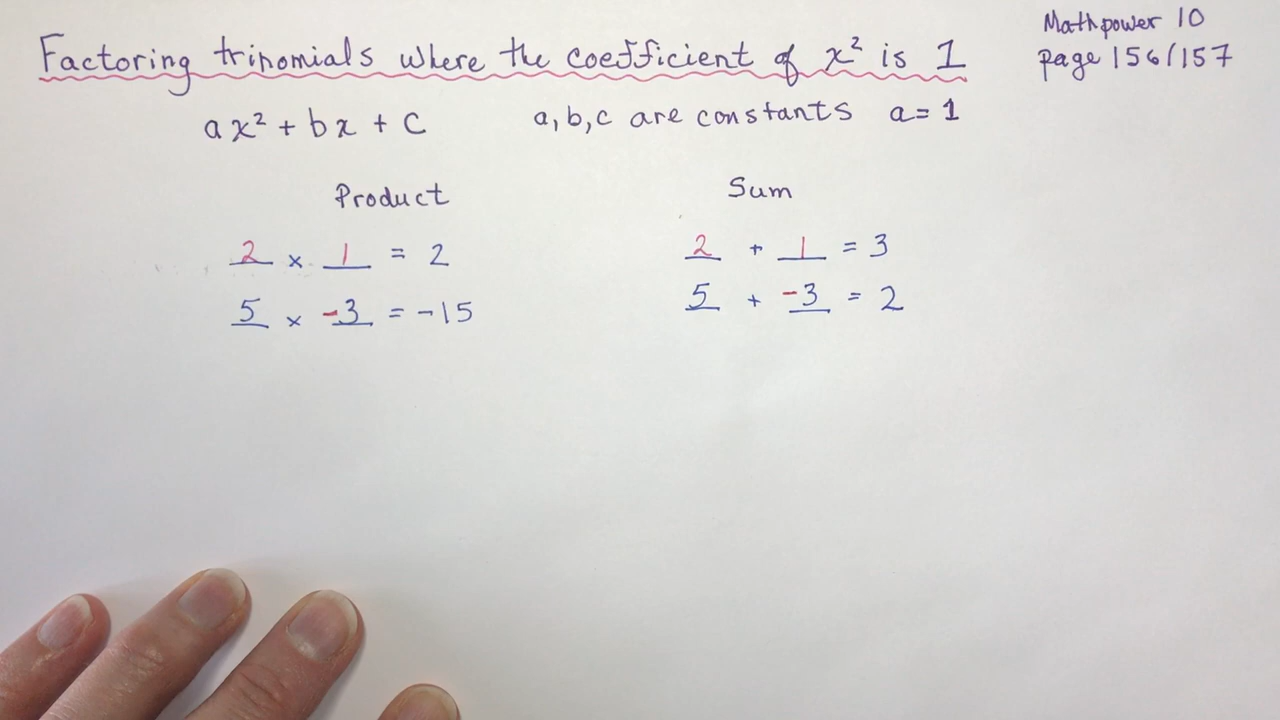 Factoring trinomials where the coefficient of x² is 1
Mathpower 10
page 156/157
ax² + bx + c
a,b,c are constants a=1
Product
Sum
2 x 1 = 2
2 + 1 = 3
5 x -3 = -15
5 + -3 = 2